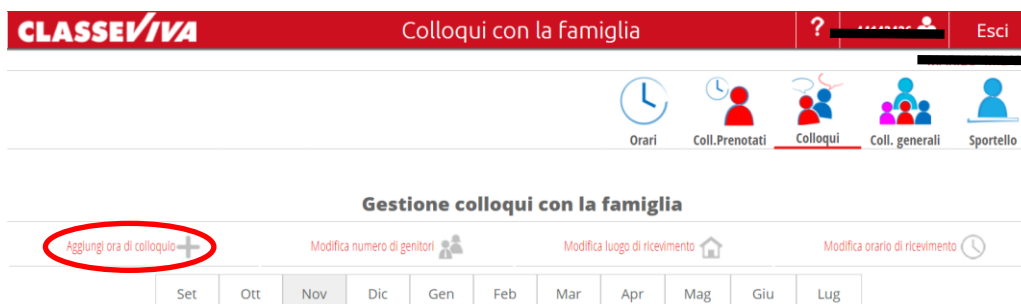 CLASSEVIVA Colloqui con la famiglia ? Esci
Orari Coll.Prenotati Colloqui Coll. generali Sportello
Gestione colloqui con la famiglia
Aggiungi ora di colloquio Modifica numero di genitori Modifica luogo di ricevimento Modifica orario di ricevimento
Set Ott Nov Dic Gen Feb Mar Apr Mag Giu Lug